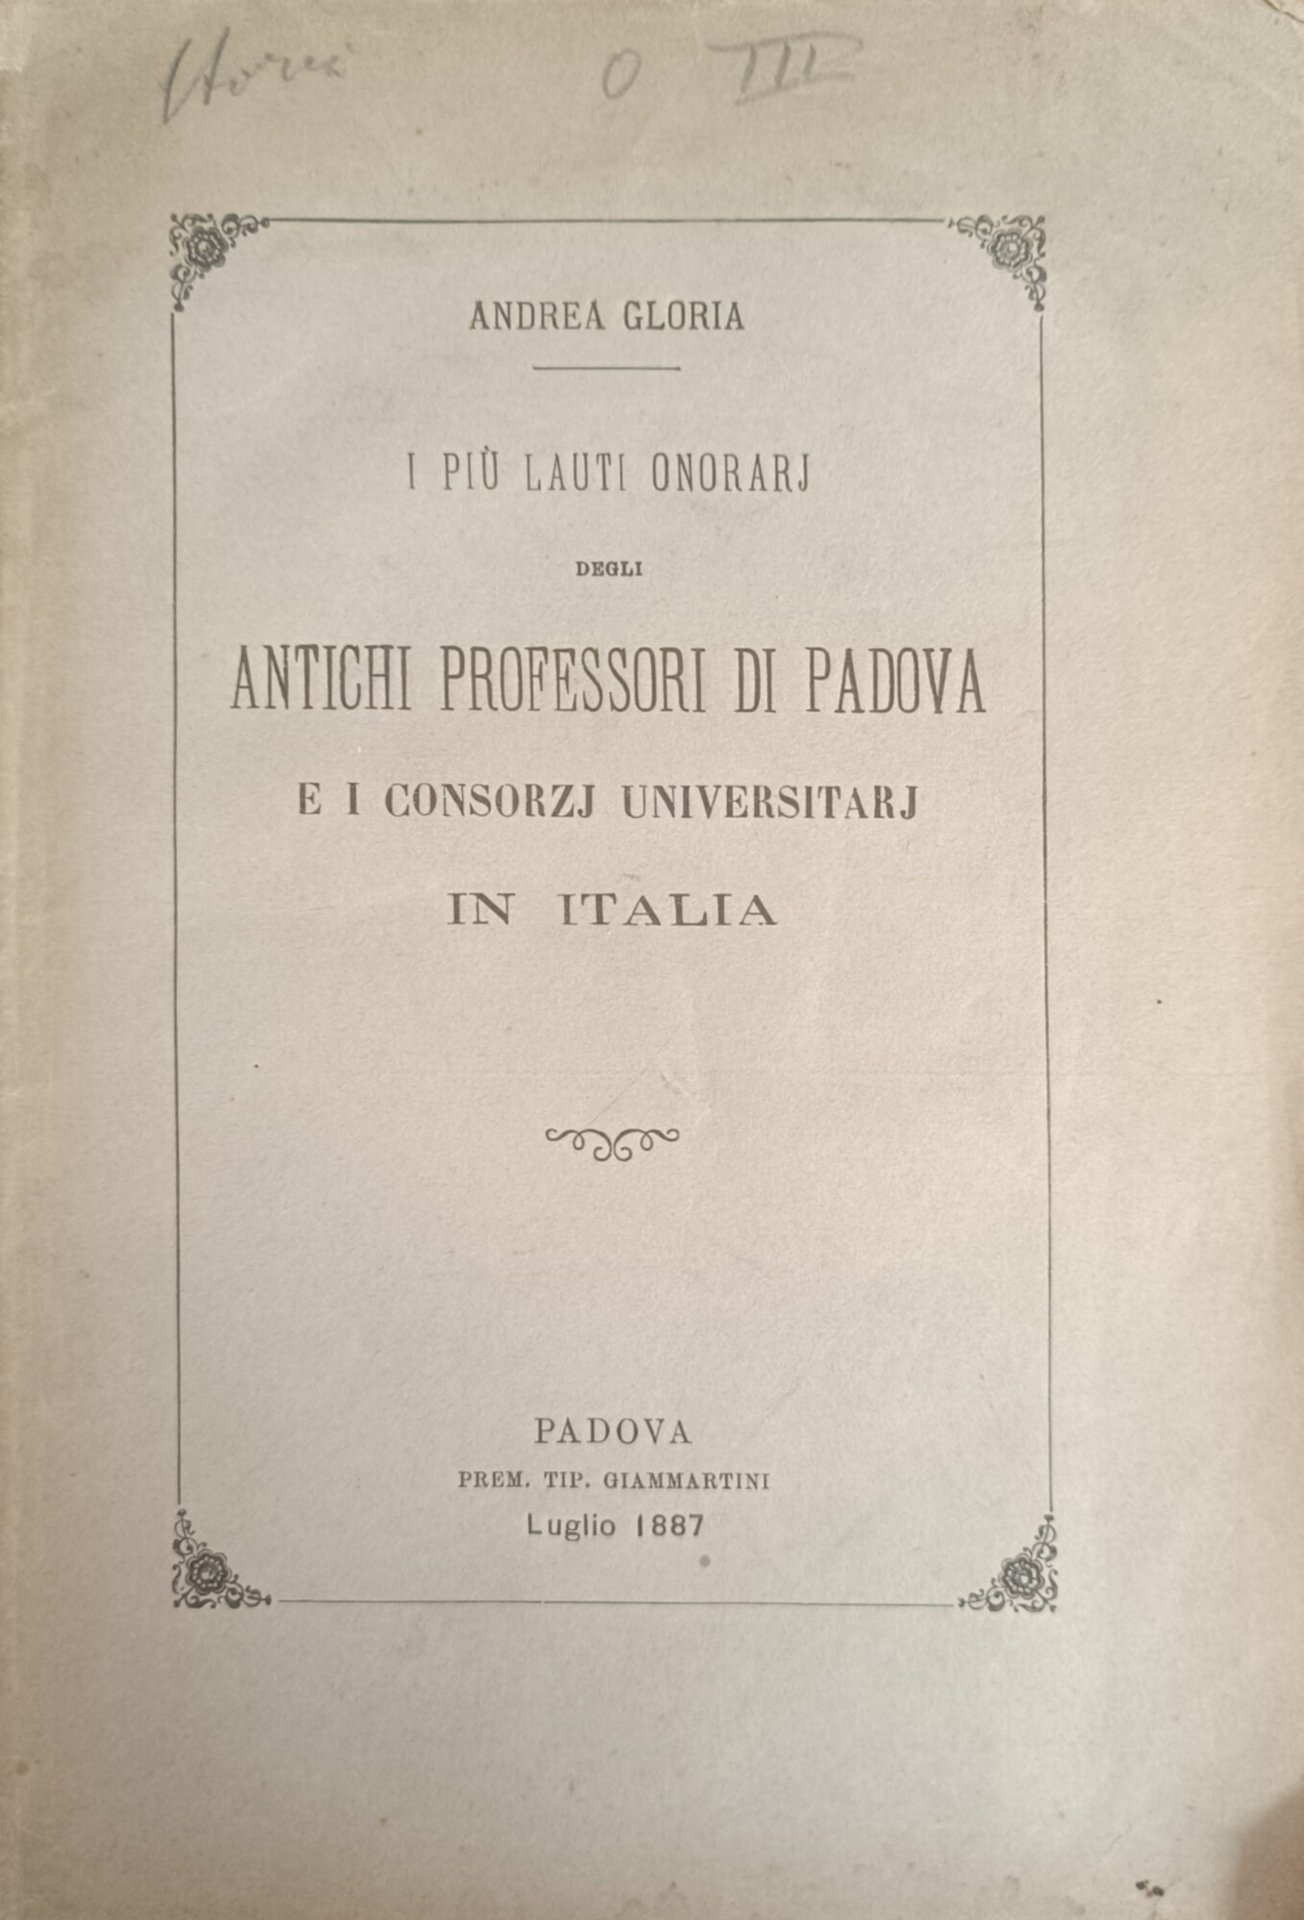 O III
ANDREA GLORIA
I PIÙ LAUTI ONORARJ
DEGLI
ANTICHI PROFESSORI DI PADOVA
E I CONSORZJ UNIVERSITARJ
IN ITALIA
PADOVA
PREM. TIP. GIAMMARTINI
Luglio 1887